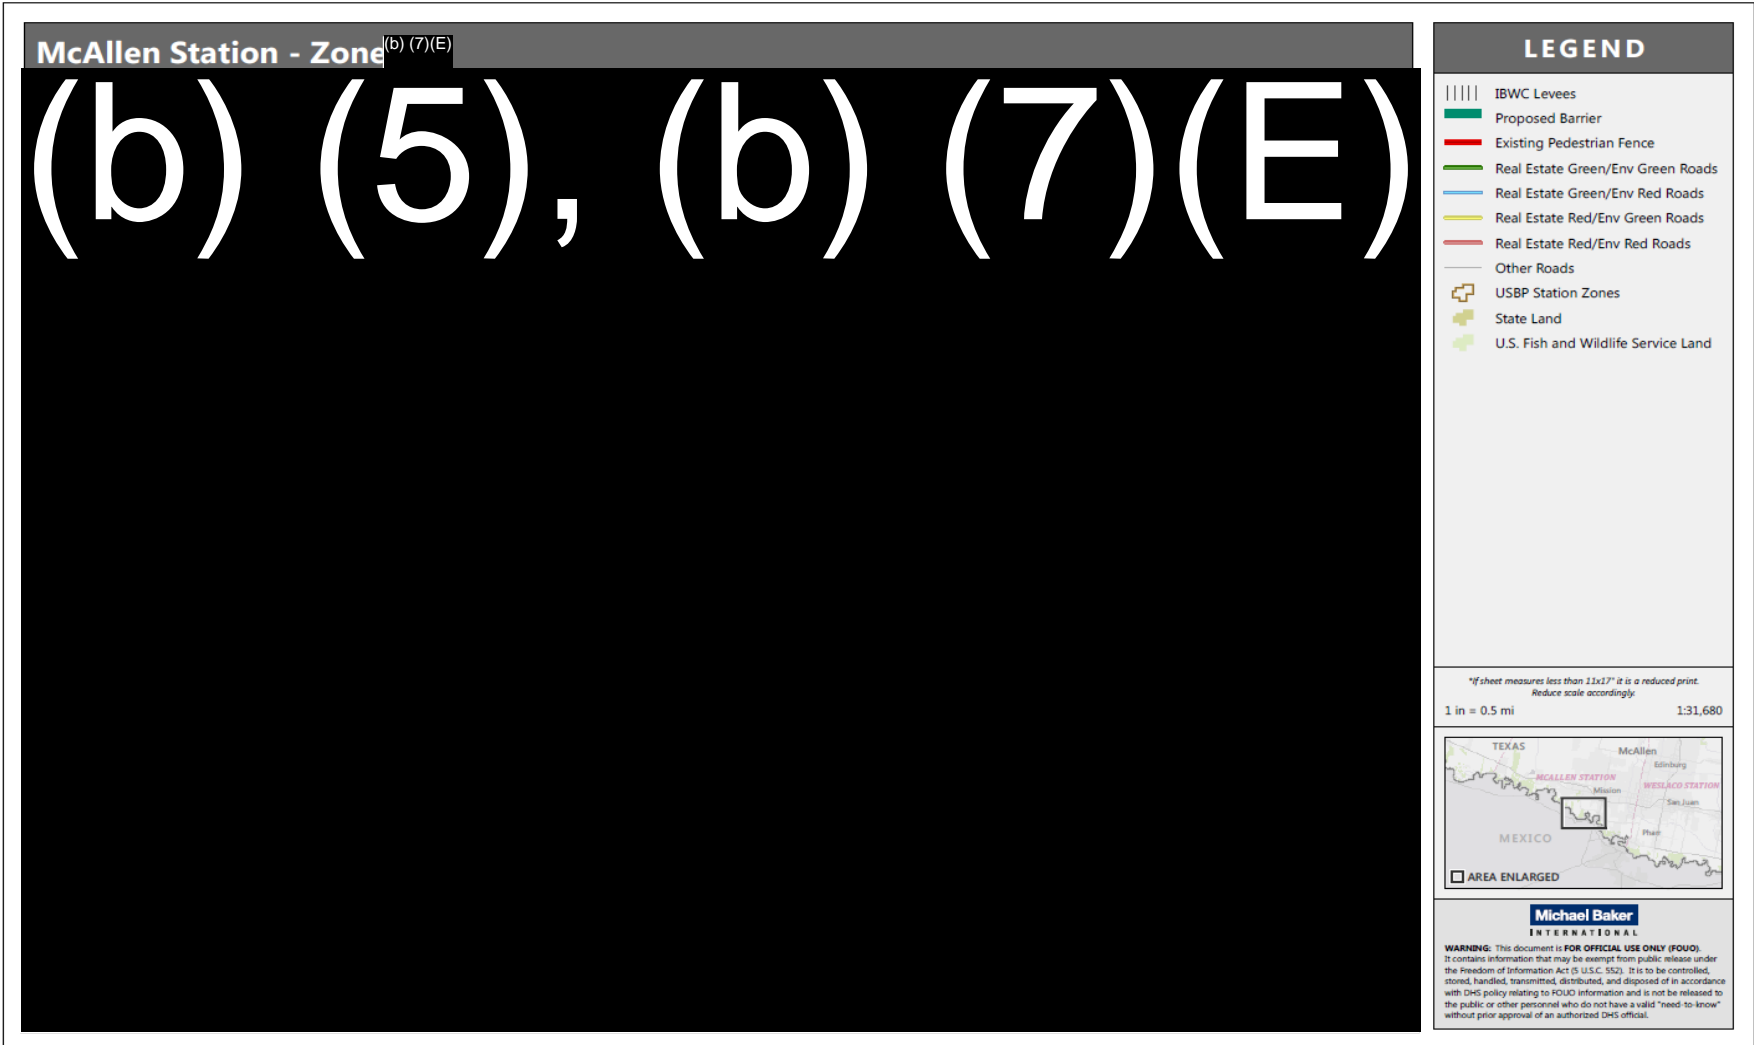 McAllen Station - Zone (b) (7)(E)
(b) (5), (b) (7)(E)
LEGEND
IBWC Levees
Proposed Barrier
Existing Pedestrian Fence
Real Estate Green/Env Green Roads
Real Estate Green/Env Red Roads
Real Estate Red/Env Green Roads
Real Estate Red/Env Red Roads
Other Roads
USBP Station Zones
State Land
U.S. Fish and Wildlife Service Land
*If sheet measures less than 11x17" it is a reduced print.
Reduce scale accordingly.
1 in = 0.5 mi 1:31,680
TEXAS
McAllen
Edinburg
MCALLEN STATION
WESLACO STATION
Mission
San Juan
Pharr
MEXICO
AREA ENLARGED
Michael Baker
INTERNATIONAL
WARNING: This document is FOR OFFICIAL USE ONLY (FOUO).
It contains information that may be exempt from public release under
the Freedom of Information Act (5 U.S.C. 552). It is to be controlled,
stored, handled, transmitted, distributed, and disposed of in accordance
with DHS policy relating to FOUO information and is not be released to
the public or other personnel who do not have a valid "need-to-know"
without prior approval of an authorized DHS official.